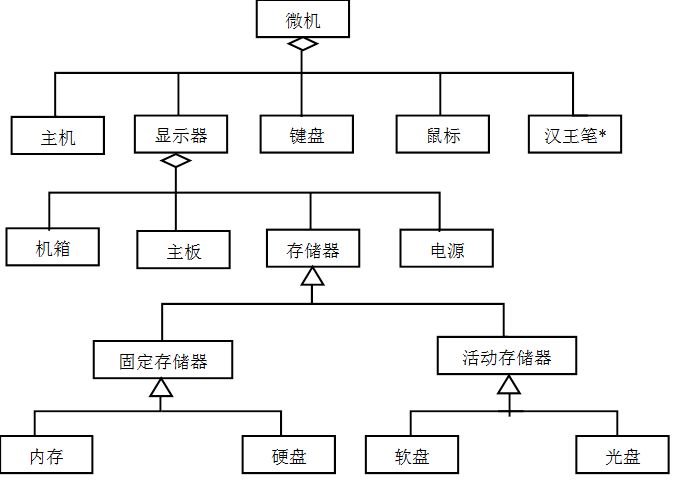 微机
主机
显示器
键盘
鼠标
汉王笔*
机箱
主板
存储器
电源
固定存储器
活动存储器
内存
硬盘
软盘
光盘